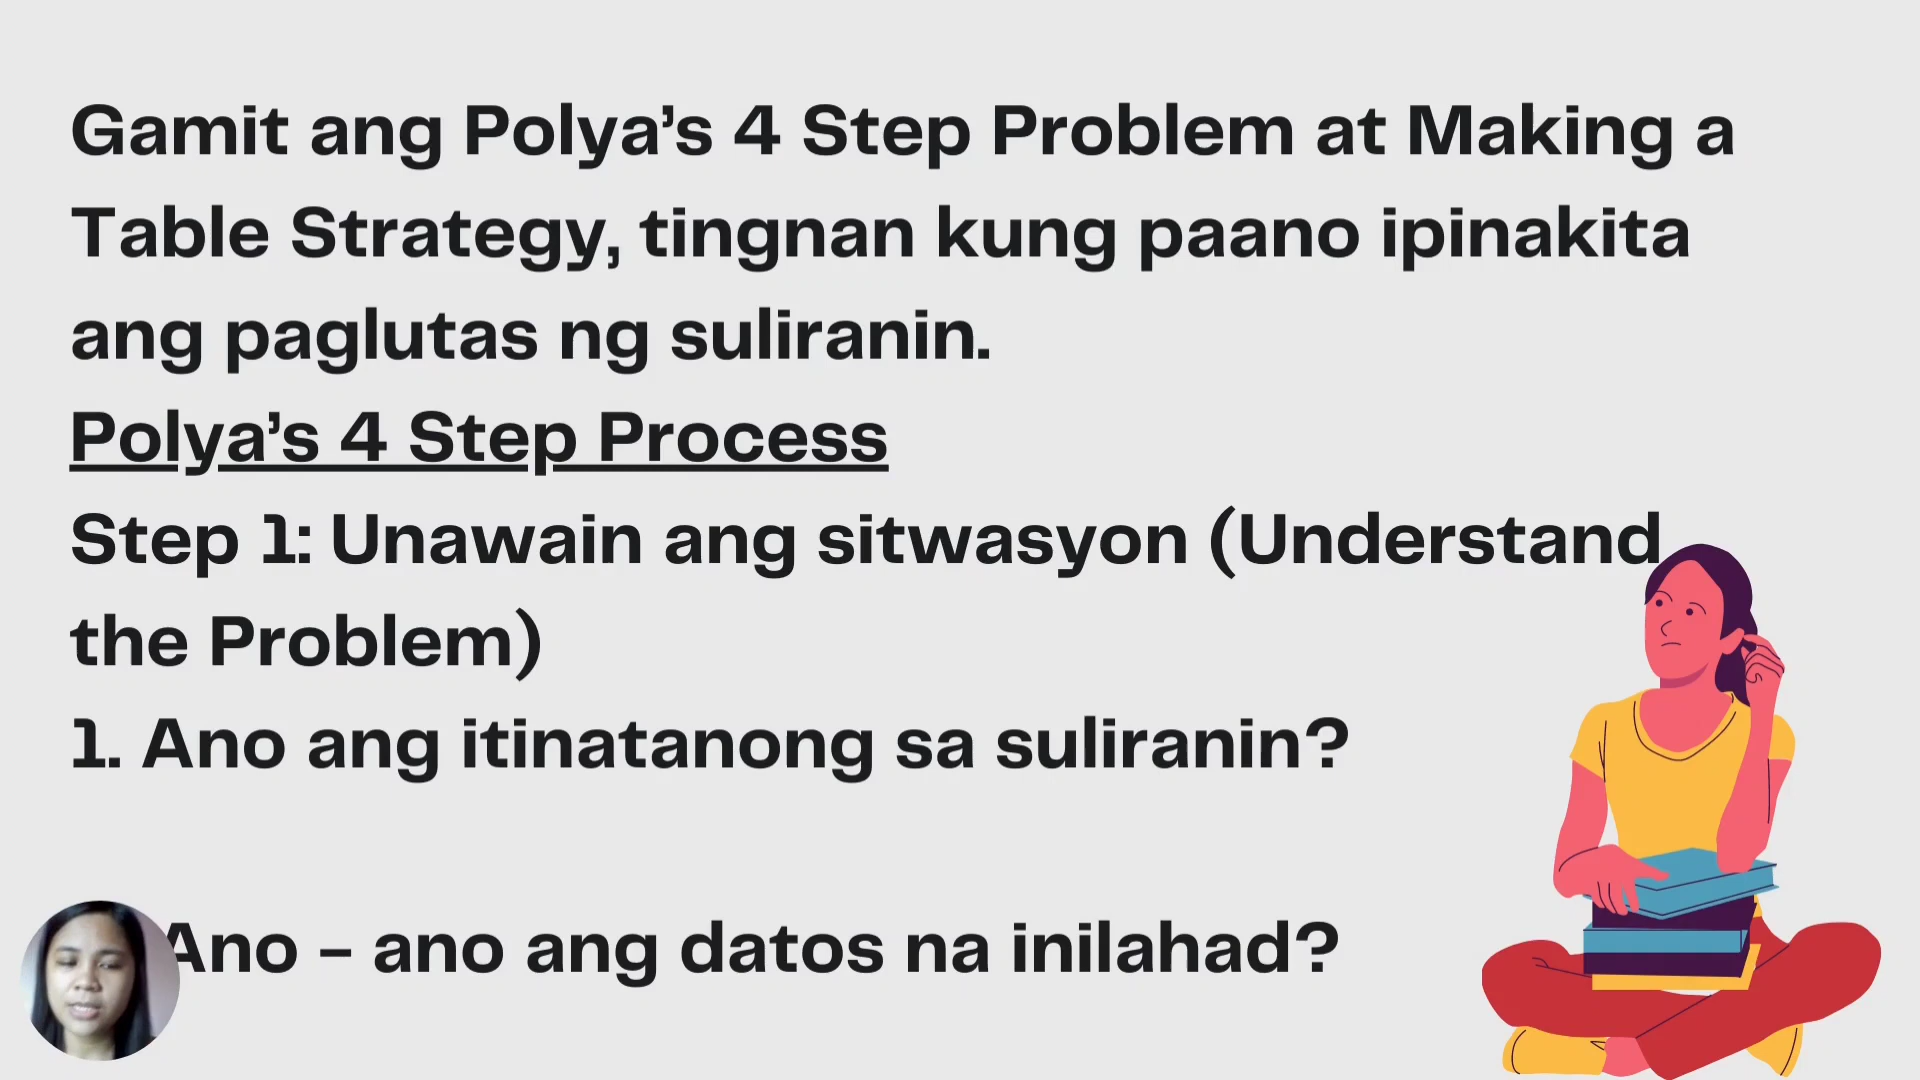 Gamit ang Polya’s 4 Step Problem at Making a
Table Strategy, tingnan kung paano ipinakita
ang paglutas ng suliranin.
Polya’s 4 Step Process
Step 1: Unawain ang sitwasyon (Understand
the Problem)
1. Ano ang itinatanong sa suliranin?
Ano – ano ang datos na inilahad?